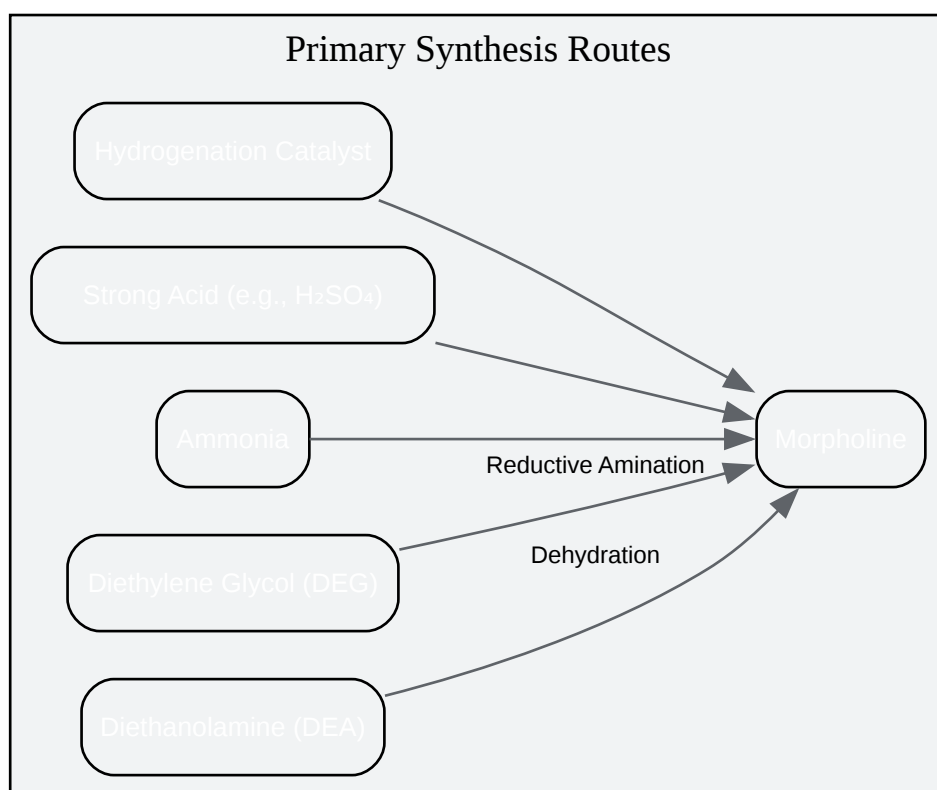 Primary Synthesis Routes
Hydrogenation Catalyst
Strong Acid (e.g., H₂SO₄)
Ammonia
Morpholine
Reductive Amination
Dehydration
Diethylene Glycol (DEG)
Diethanolamine (DEA)